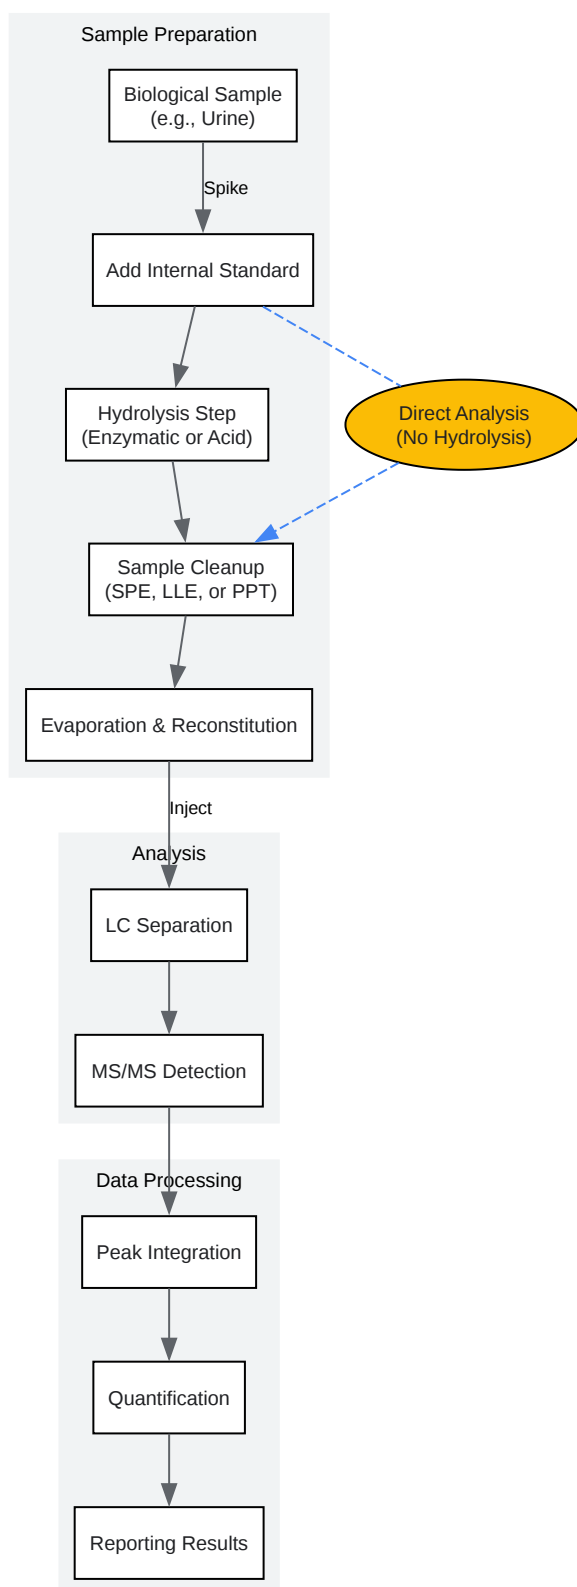 Sample Preparation
Biological Sample
(e.g., Urine)
Spike
Add Internal Standard
Hydrolysis Step
(Enzymatic or Acid)
Direct Analysis
(No Hydrolysis)
Sample Cleanup
(SPE, LLE, or PPT)
Evaporation & Reconstitution
Inject
Analysis
LC Separation
MS/MS Detection
Data Processing
Peak Integration
Quantification
Reporting Results